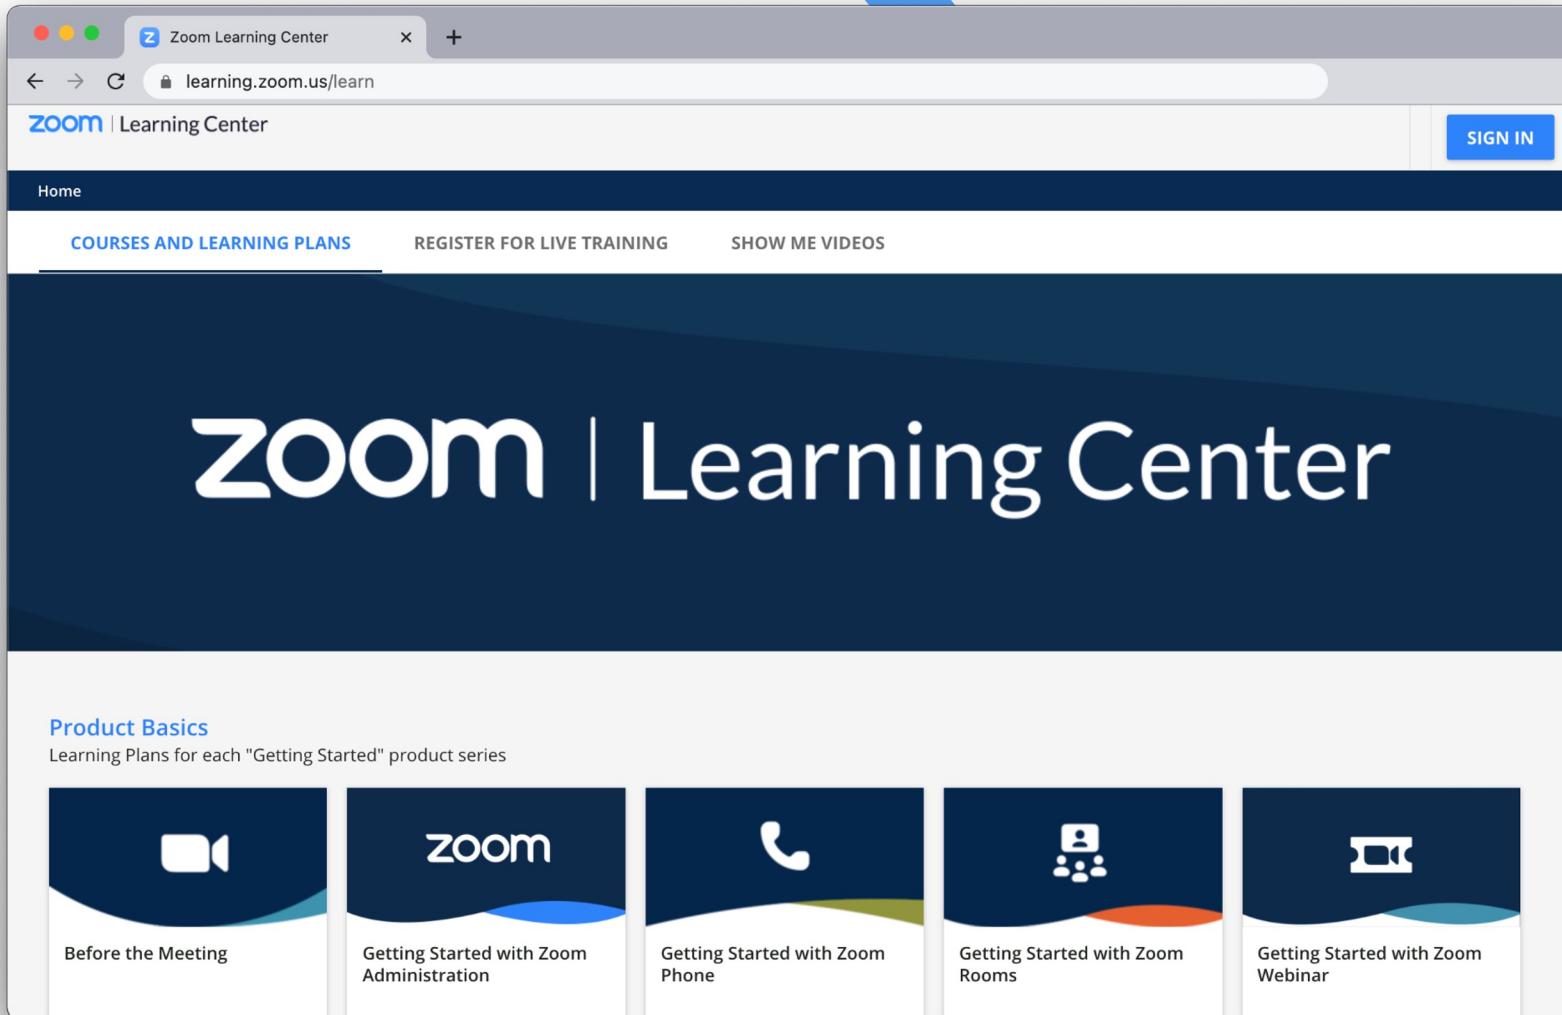 Zoom Learning Center
learning.zoom.us/learn
zoom | Learning Center
SIGN IN
Home
COURSES AND LEARNING PLANS
REGISTER FOR LIVE TRAINING
SHOW ME VIDEOS
zoom | Learning Center
Product Basics
Learning Plans for each "Getting Started" product series
zoom
Before the Meeting
Getting Started with Zoom
Administration
Getting Started with Zoom
Phone
Getting Started with Zoom
Rooms
Getting Started with Zoom
Webinar